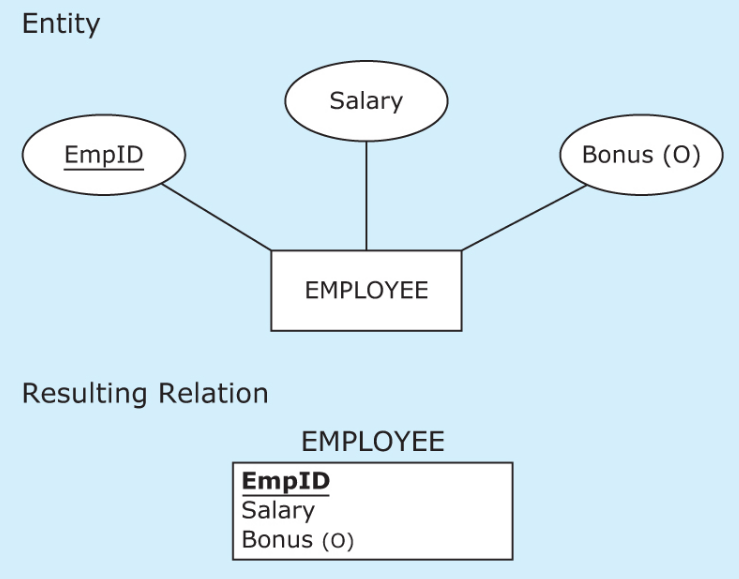 Entity
Salary
EmpID
Bonus (O)
EMPLOYEE
Resulting Relation
EMPLOYEE
EmpID
Salary
Bonus (O)